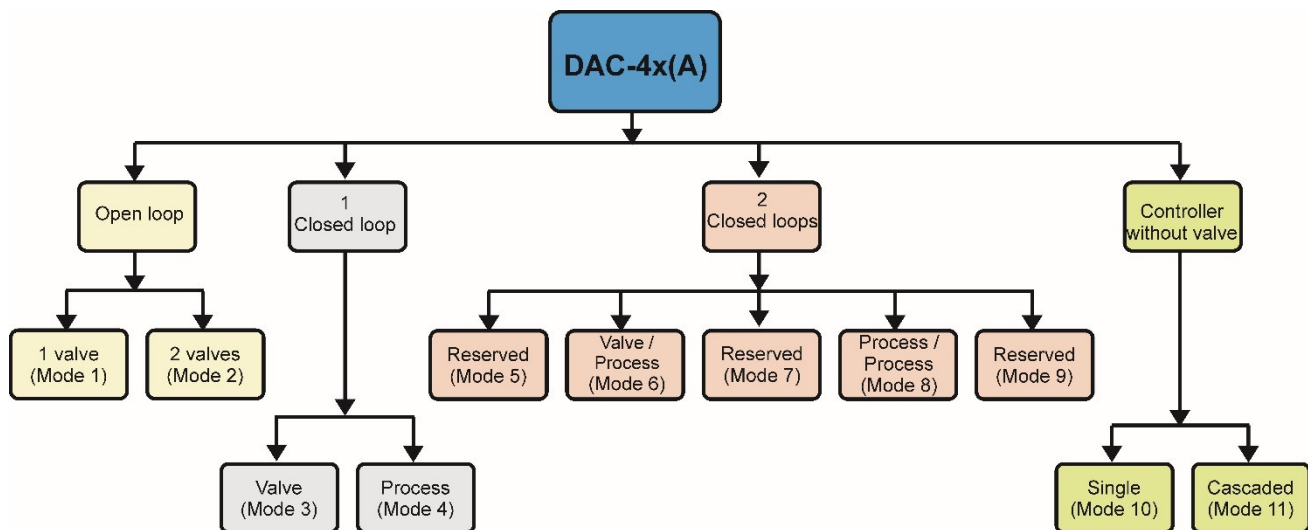 DAC-4x(A)
Open loop
1
Closed loop
2
Closed loops
Controller
without valve
1 valve
(Mode 1)
2 valves
(Mode 2)
Reserved
(Mode 5)
Valve /
Process
(Mode 6)
Reserved
(Mode 7)
Process /
Process
(Mode 8)
Reserved
(Mode 9)
Valve
(Mode 3)
Process
(Mode 4)
Single
(Mode 10)
Cascaded
(Mode 11)